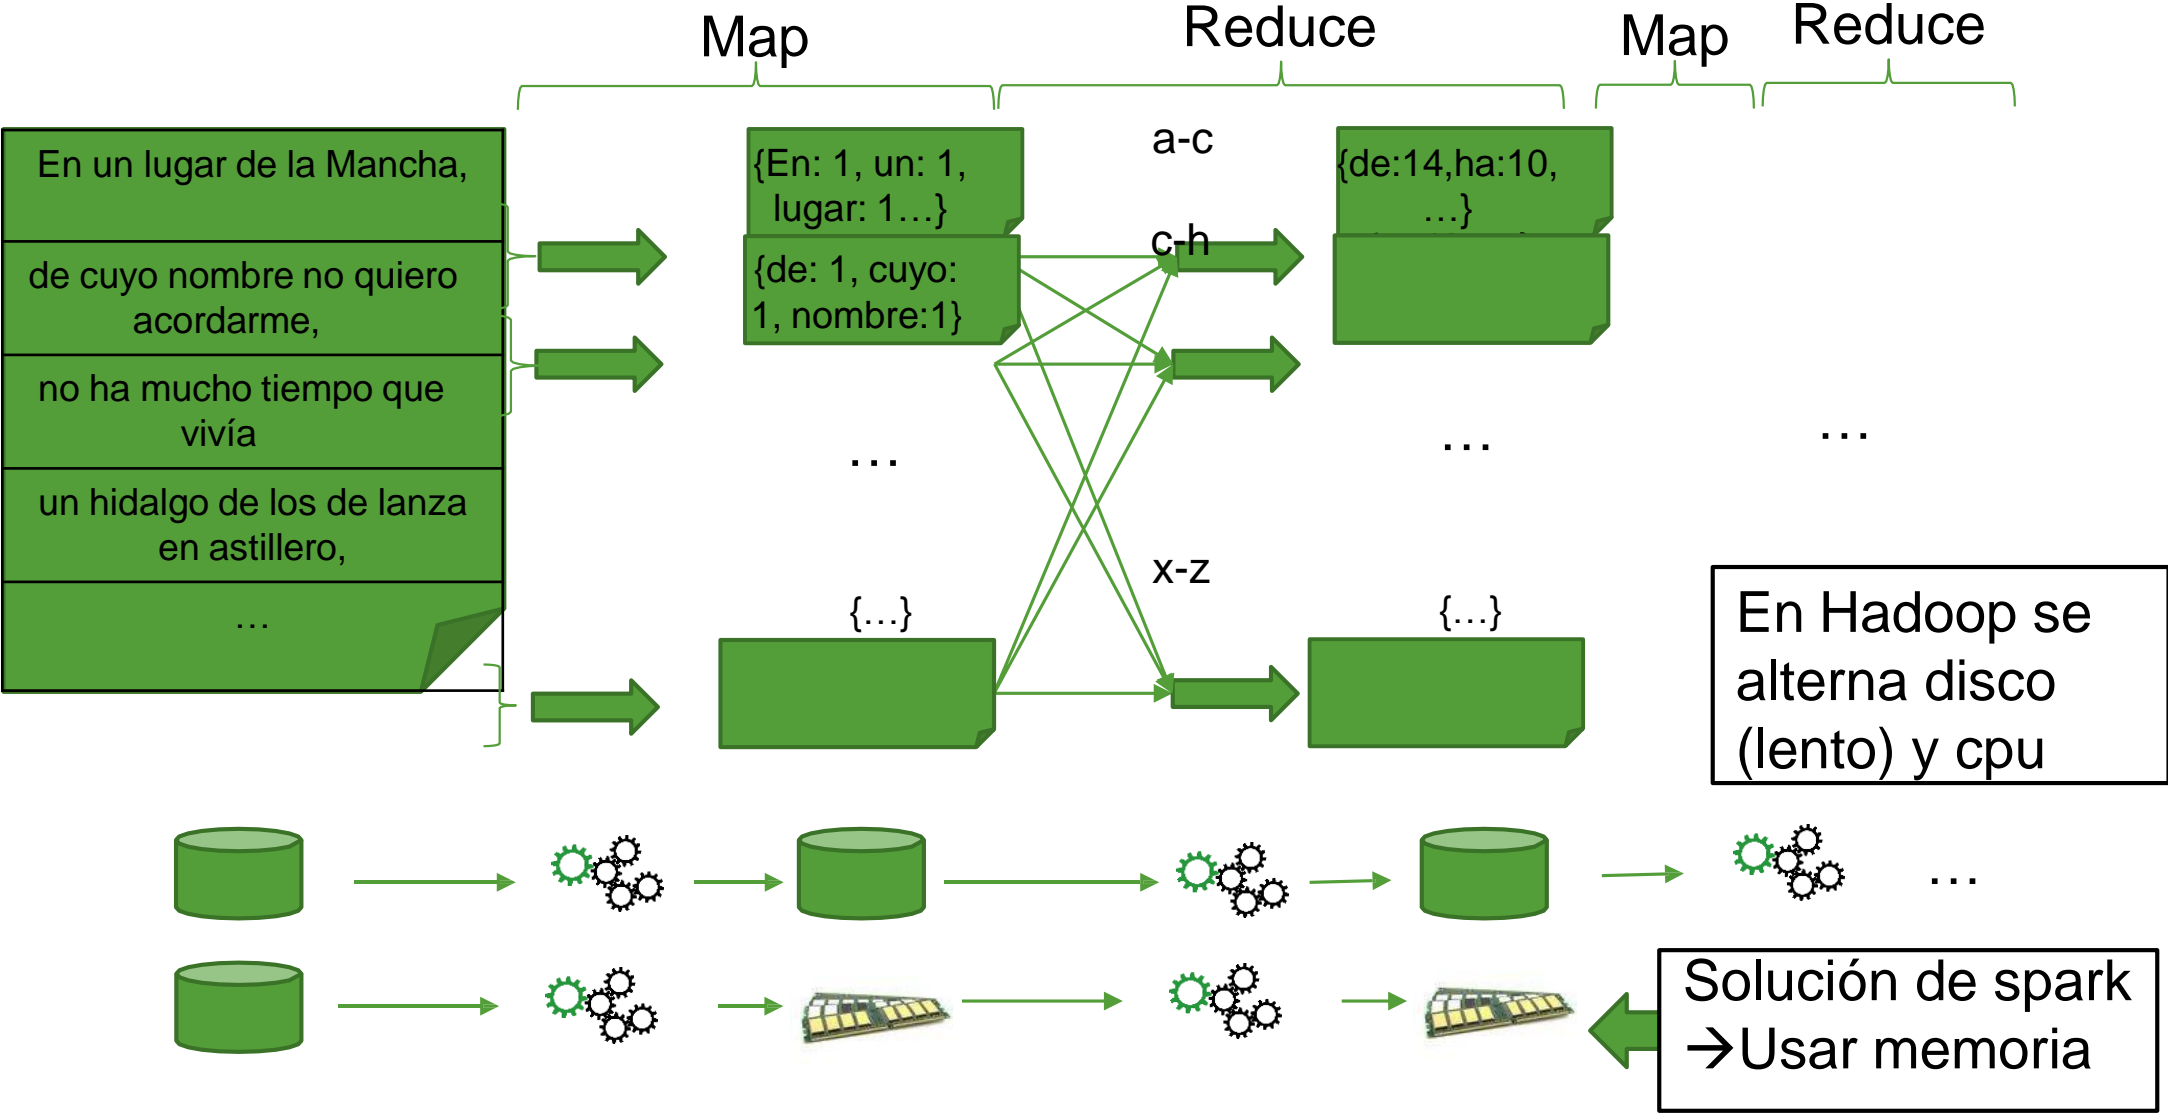 Map
Reduce
Map
Reduce
En un lugar de la Mancha,
de cuyo nombre no quiero
acordarme,
no ha mucho tiempo que
vivía
un hidalgo de los de lanza
en astillero,
…
{En: 1, un: 1,
lugar: 1…}
{de: 1, cuyo:
1, nombre:1}
…
{…}
a-c
c-h
x-z
{de:14,ha:10,
…}
…
{…}
…
En Hadoop se
alterna disco
(lento) y cpu
…
Solución de spark
→Usar memoria